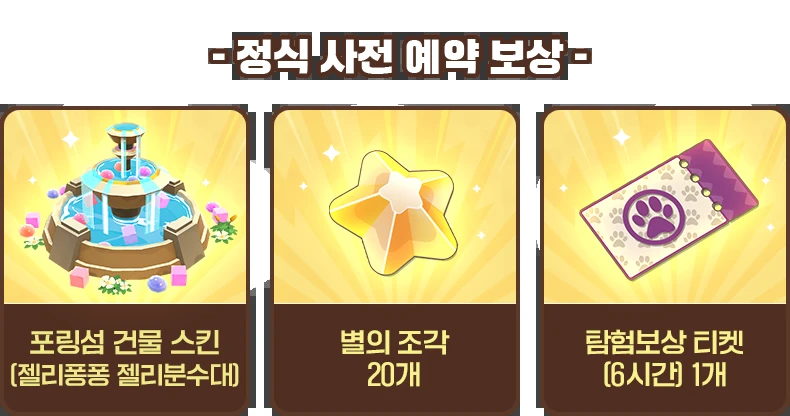 - 정식 사전 예약 보상 -
포링섬 건물 스킨
(젤리퐁퐁 젤리분수대)
별의 조각
20개
탐험보상 티켓
(6시간) 1개